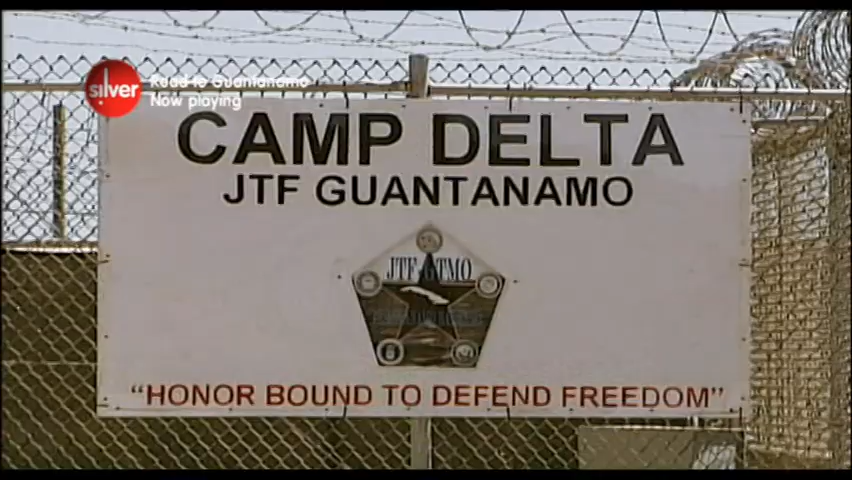 silver
Road to Guantanamo
Now playing
CAMP DELTA
JTF GUANTANAMO
JTF-GTMO
"HONOR BOUND TO DEFEND FREEDOM"